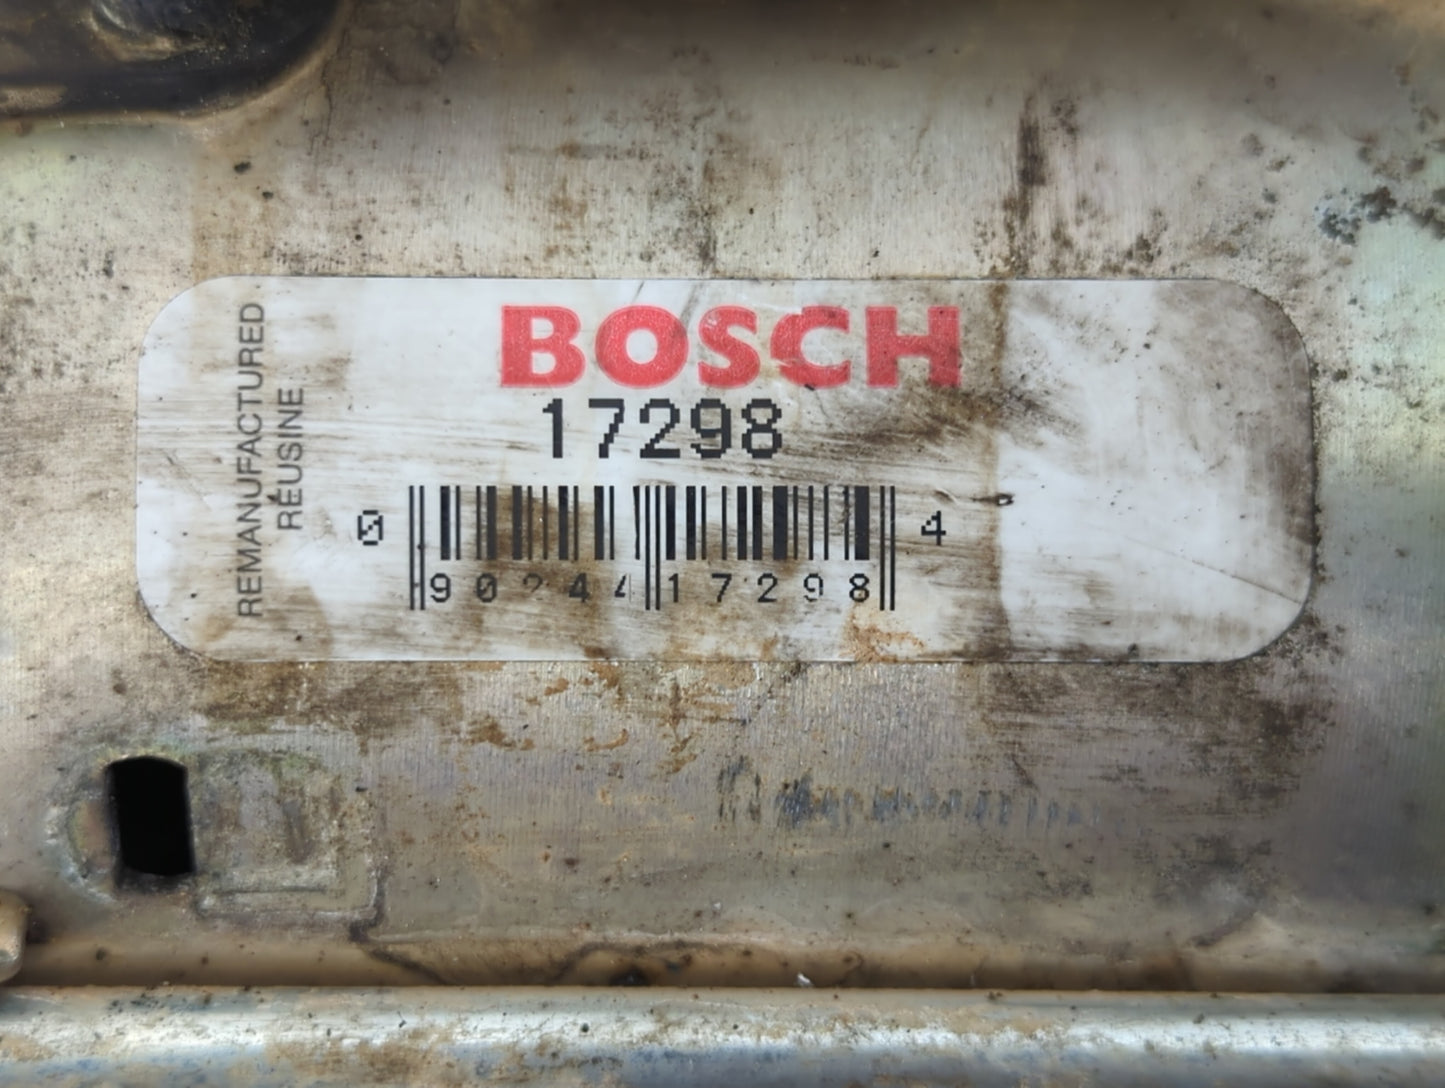 REMANUFACTURED
RÉUSINE
BOSCH
17298
0 90244 17298 4